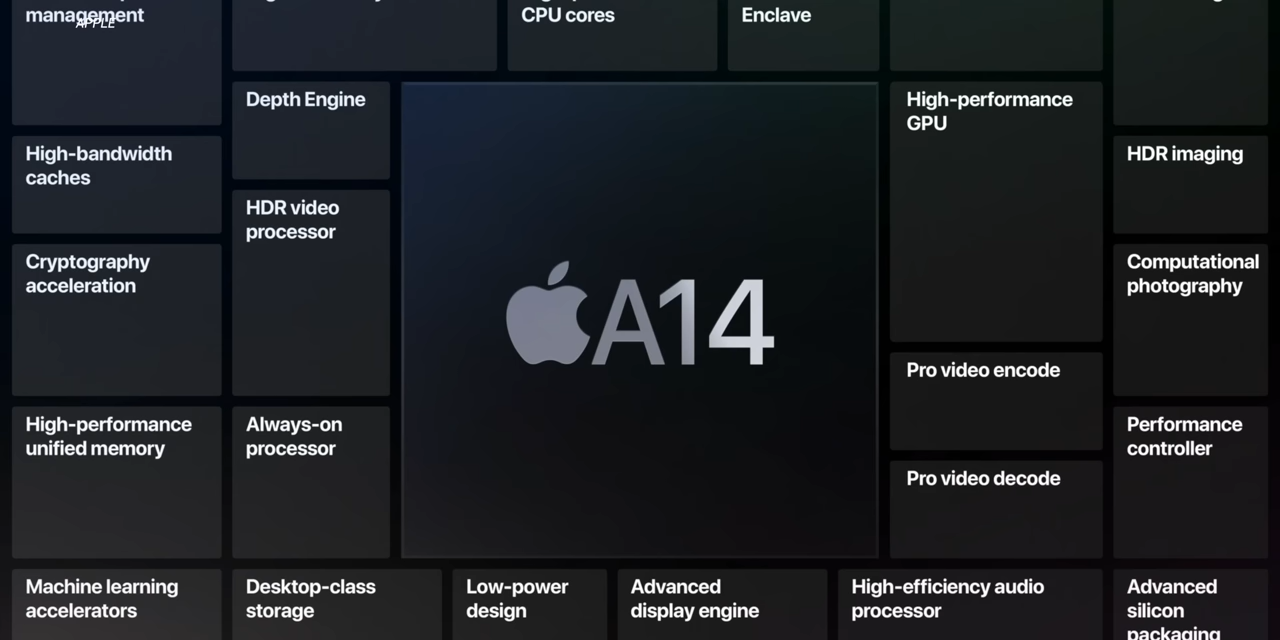 management
APPLE
CPU cores
Enclave
Depth Engine
High-performance
GPU
High-bandwidth
caches
HDR imaging
HDR video
processor
Cryptography
acceleration
A14
Computational
photography
Pro video encode
High-performance
unified memory
Always-on
processor
Performance
controller
Pro video decode
Machine learning
accelerators
Desktop-class
storage
Low-power
design
Advanced
display engine
High-efficiency audio
processor
Advanced
silicon
packaging